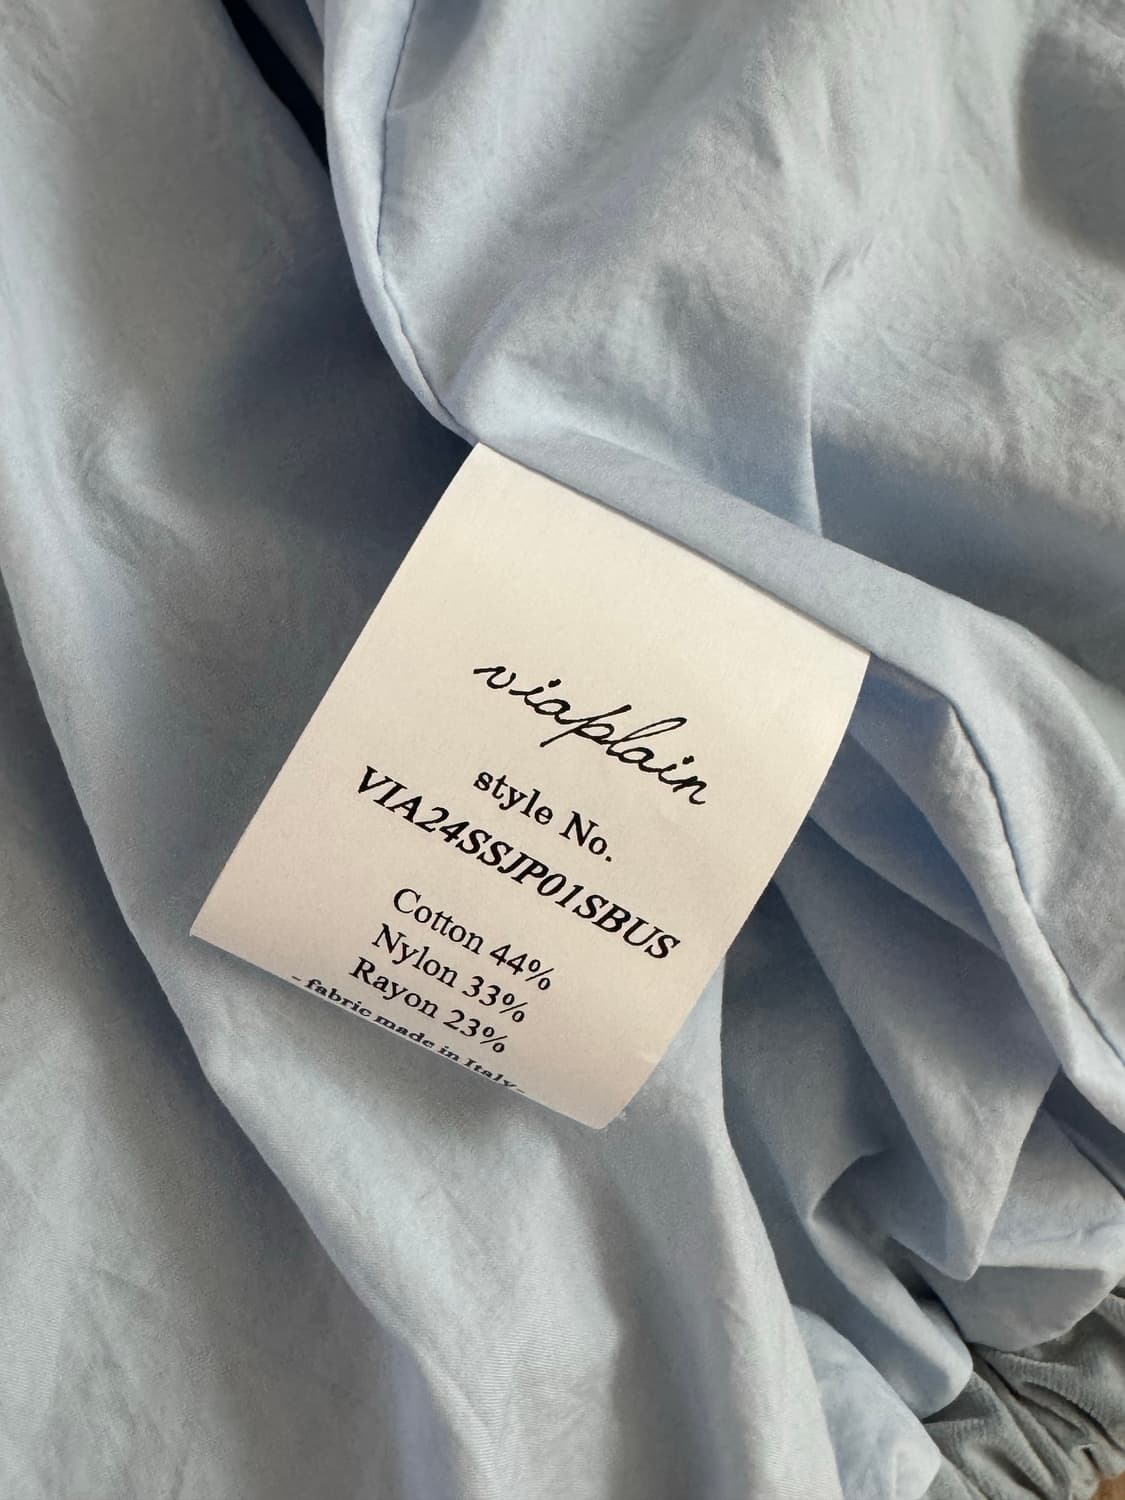 viaplain
style No.
VIA24SSJP01SBUS
Cotton 44%
Nylon 33%
Rayon 23%
- fabric made in Italy-